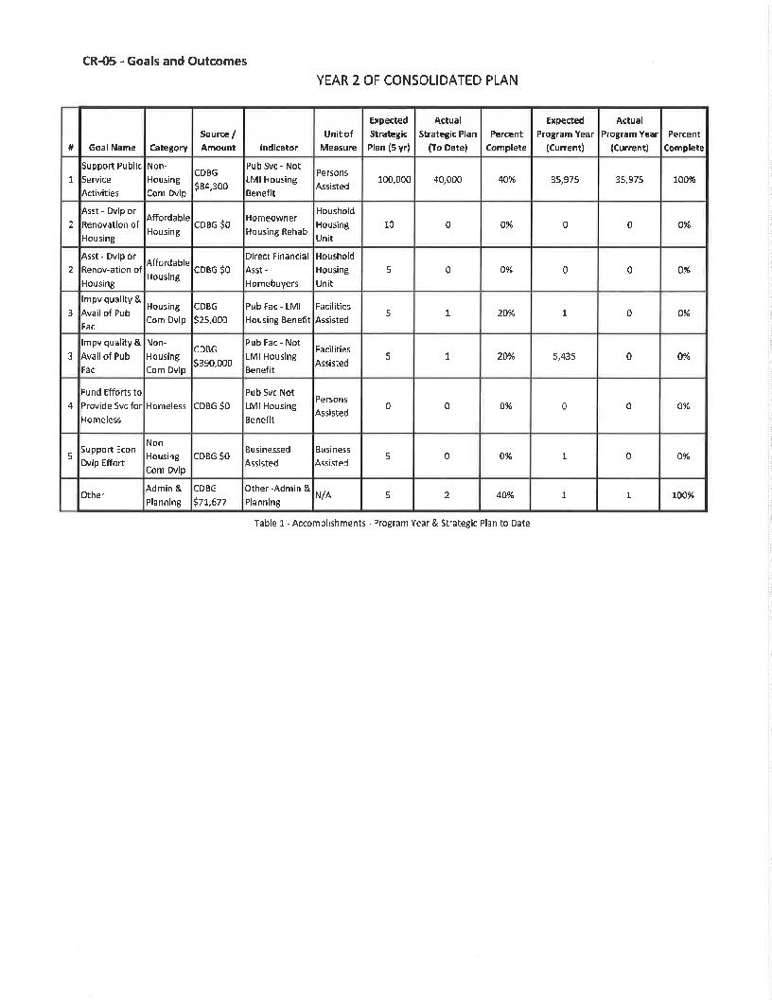 CR-05 - Goals and Outcomes
YEAR 2 OF CONSOLIDATED PLAN
# Goal Name Category Source / Amount Indicator Unit of Measure Expected Strategic Plan (5 yr) Actual Strategic Plan (To Date) Percent Complete Expected Program Year (Current) Actual Program Year (Current) Percent Complete
1 Support Public Service Activities Non-Housing Com Dvlp CDBG $84,300 Pub Svc - Not LMI Housing Benefit Persons Assisted 100,000 40,000 40% 35,975 35,975 100%
2 Asst - Dvlp or Renovation of Housing Affordable Housing CDBG $0 Homeowner Housing Rehab Houshold Housing Unit 10 0 0% 0 0 0%
2 Asst - Dvlp or Renov-ation of Housing Affordable Housing CDBG $0 Direct Financial Asst - Homebuyers Houshold Housing Unit 5 0 0% 0 0 0%
3 Impv quality & Avail of Pub Fac Housing Com Dvlp CDBG $25,000 Pub Fac - LMI Housing Benefit Facilities Assisted 5 1 20% 1 0 0%
3 Impv quality & Avail of Pub Fac Non-Housing Com Dvlp CDBG $390,000 Pub Fac - Not LMI Housing Benefit Facilities Assisted 5 1 20% 5,435 0 0%
4 Fund Efforts to Provide Svc for Homeless Homeless CDBG $0 Pub Svc Not LMI Housing Benefit Persons Assisted 0 0 0% 0 0 0%
5 Support Econ Dvlp Effort Non Housing Com Dvlp CDBG $0 Businessed Assisted Business Assisted 5 0 0% 1 0 0%
Other Admin & Planning CDBG $71,677 Other -Admin & Planning N/A 5 2 40% 1 1 100%
Table 1 - Accomplishments - Program Year & Strategic Plan to Date